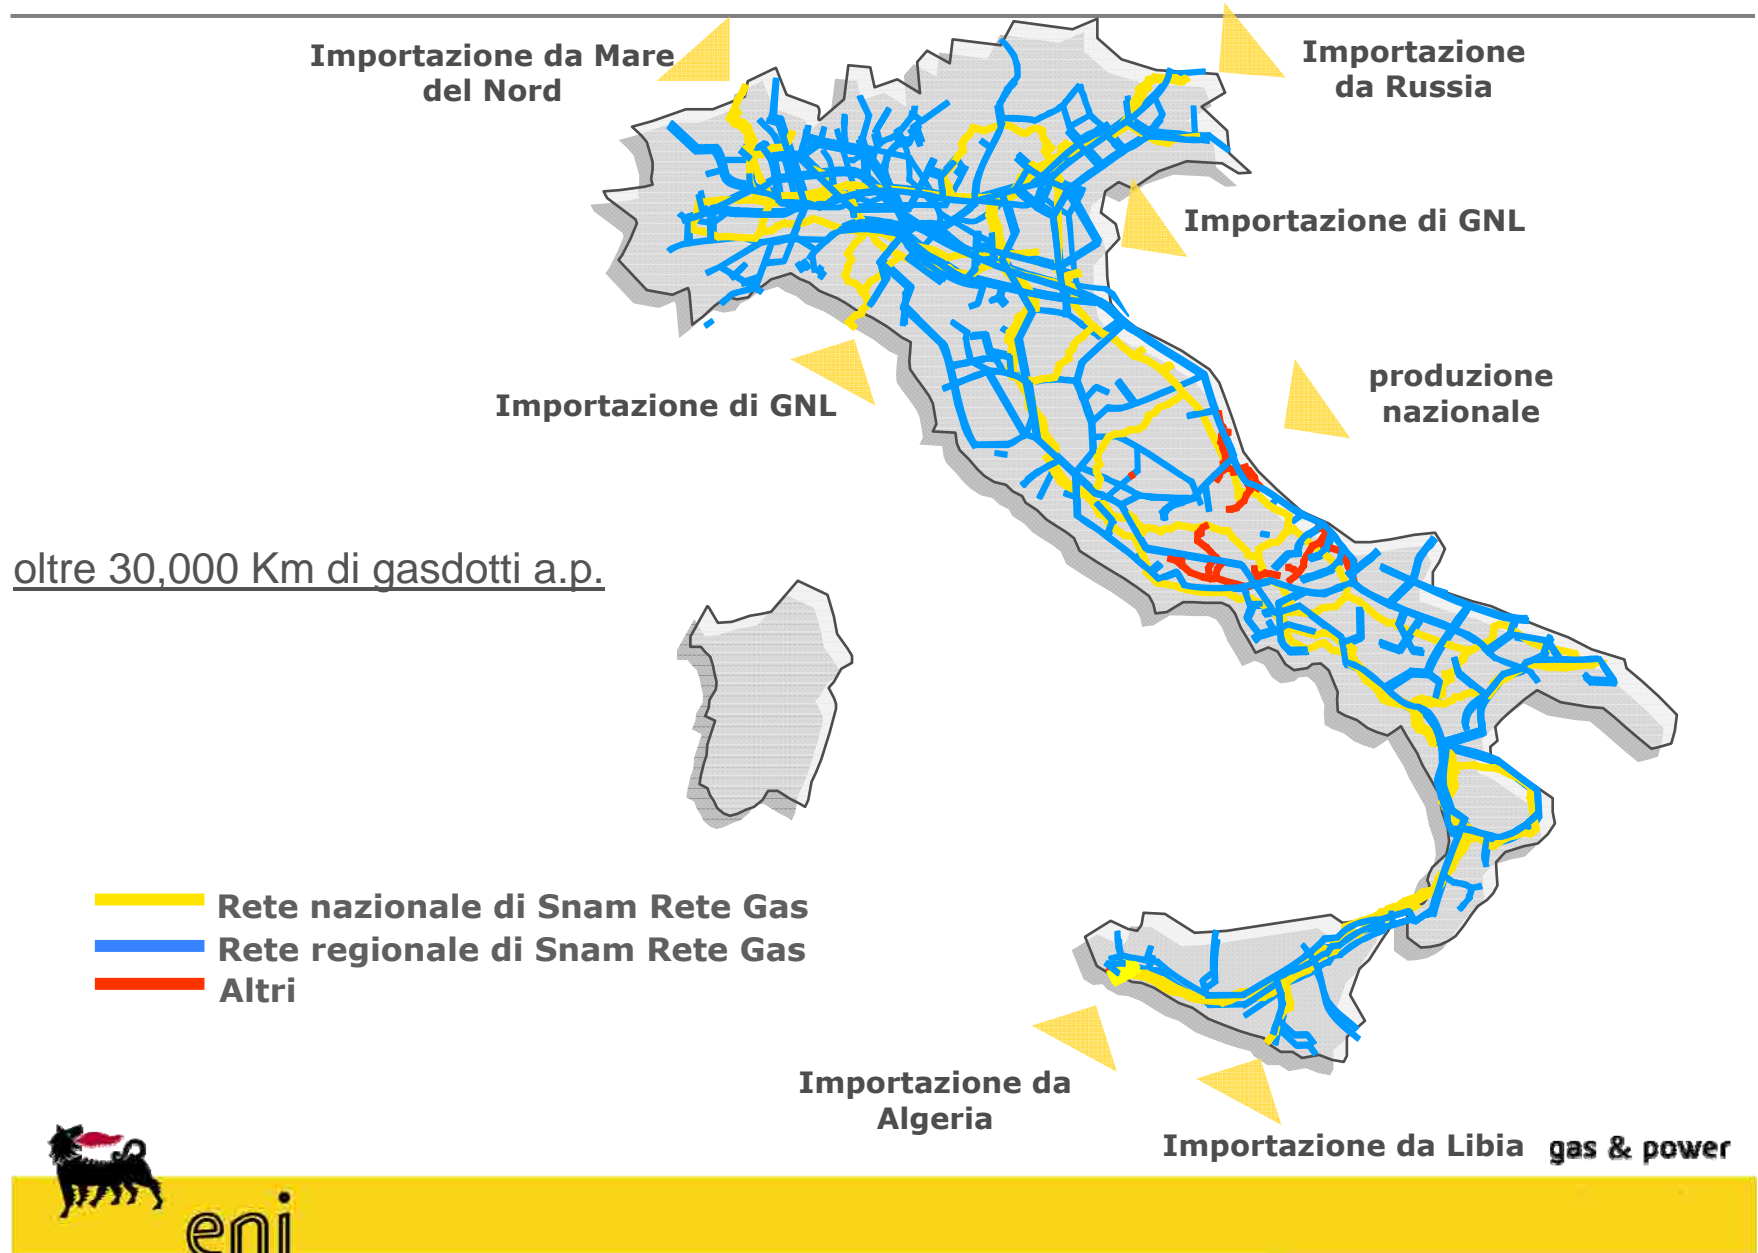 Importazione da Mare
del Nord
Importazione
da Russia
Importazione di GNL
produzione
nazionale
Importazione di GNL
oltre 30,000 Km di gasdotti a.p.
Rete nazionale di Snam Rete Gas
Rete regionale di Snam Rete Gas
Altri
Importazione da
Algeria
Importazione da Libia
gas & power
eni